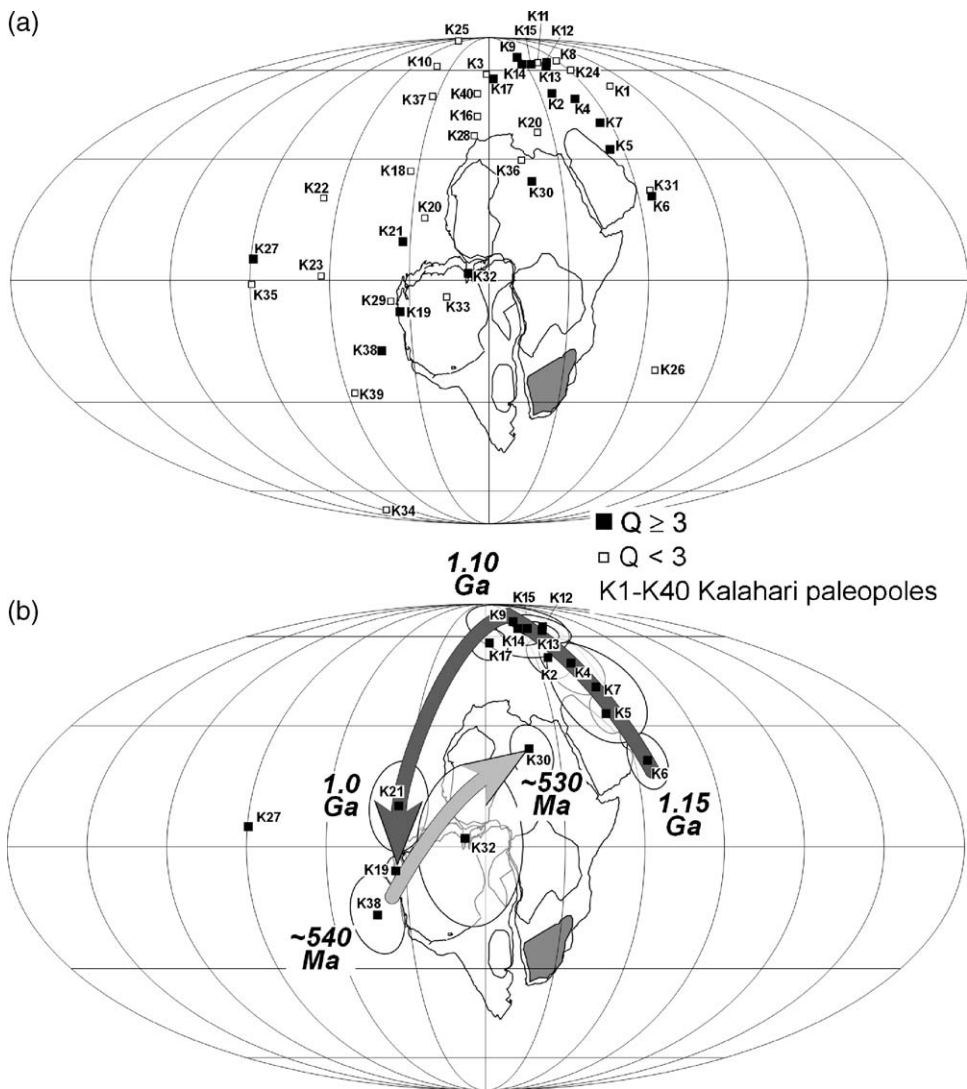 (a)
K25
K11
K15
K12
K9
K8
K10
K3
K14
K13
K24
K17
K1
K37
K40
K2
K4
K16
K7
K28
K20
K5
K36
K18
K30
K31
K22
K6
K20
K21
K27
K32
K23
K35
K29
K33
K19
K38
K26
K39
K34
Q ≥ 3
Q < 3
K1-K40 Kalahari paleopoles
(b)
1.10
Ga
K15
K12
K9
K14
K13
K17
K2
K4
K7
K5
K30
K6
1.0
Ga
K21
~530
Ma
1.15
Ga
K27
K32
K19
K38
~540
Ma